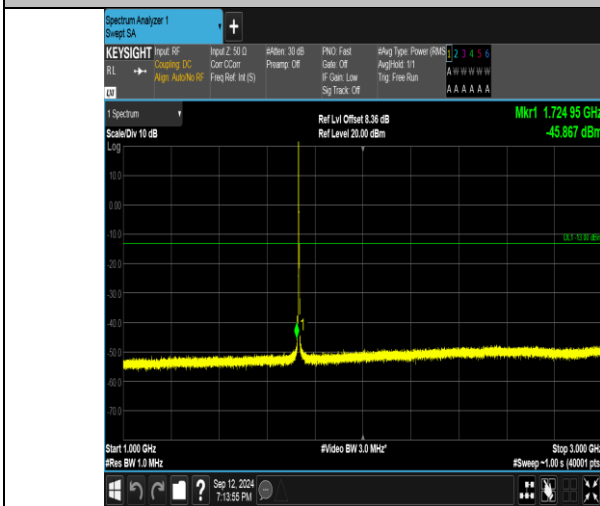 Spectrum Analyzer 1
Swept SA
+
KEYSIGHT
RL
Input: RF
Coupling: DC
Align: Auto/No RF
Input Z: 50 Ω
Corr CCorr
Freq Ref: Int (S)
#Atten: 30 dB
Preamp: Off
PNO: Fast
Gate: Off
IF Gain: Low
Sig Track: Off
#Avg Type: Power (RMS
Avg|Hold: 1/1
Trig: Free Run
1 2 3 4 5 6
A W W W W W
A A A A A A
1 Spectrum
Scale/Div 10 dB
Ref Lvl Offset 8.36 dB
Ref Level 20.00 dBm
Mkr1 1.724 95 GHz
-45.867 dBm
Log
10.0
0.00
-10.0
-20.0
-30.0
-40.0
-50.0
-60.0
-70.0
DL1 -13.00 dBm
1
Start 1.000 GHz
#Res BW 1.0 MHz
#Video BW 3.0 MHz*
Stop 3.000 GHz
#Sweep ~1.00 s (40001 pts
?
Sep 12, 2024
7:13:55 PM